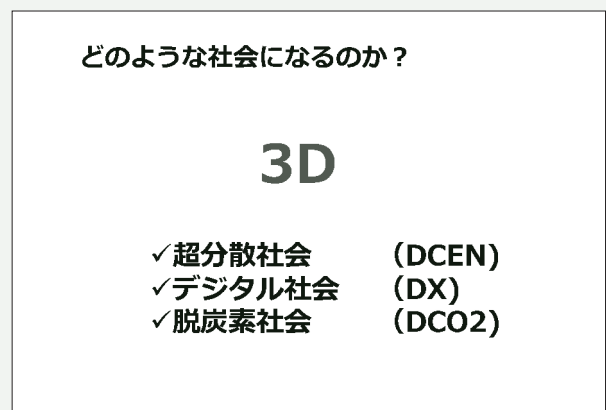 どのような社会になるのか？
3D
✓超分散社会 （DCEN)
✓デジタル社会 （DX)
✓脱炭素社会 （DCO2)